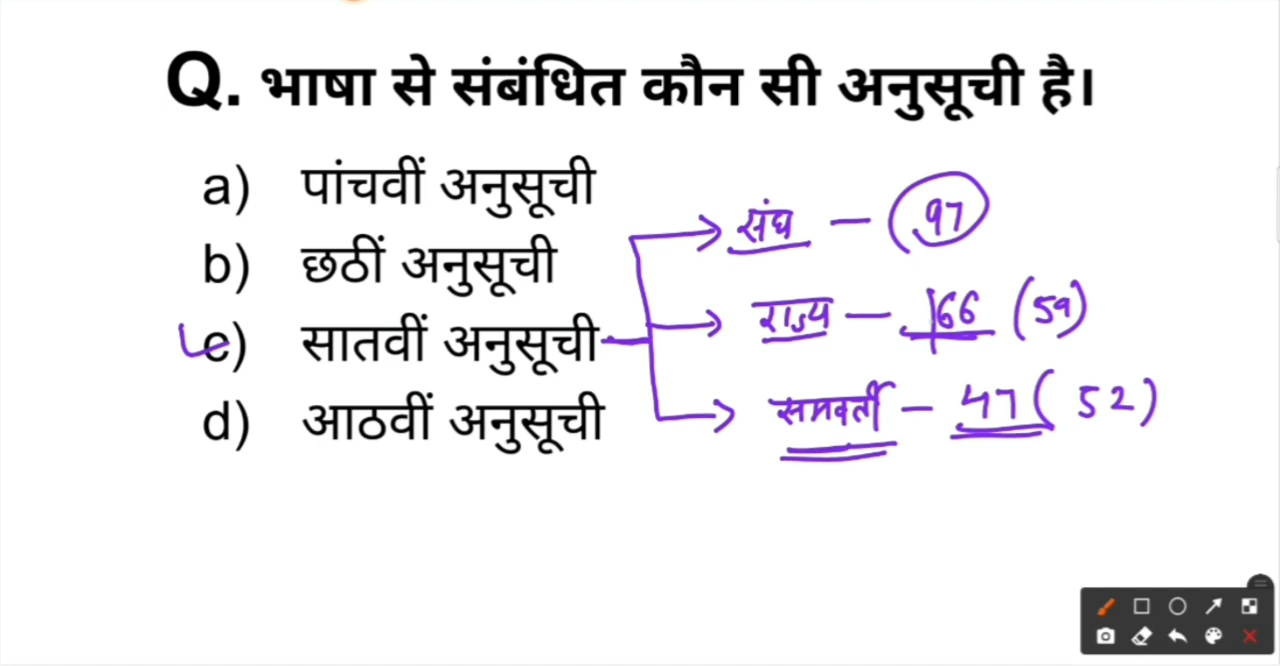 Q. भाषा से संबंधित कौन सी अनुसूची है।
a) पांचवीं अनुसूची
b) छठीं अनुसूची
c) सातवीं अनुसूची
d) आठवीं अनुसूची
संघ - 97
राज्य - 66 (59)
समवर्ती - 47 (52)